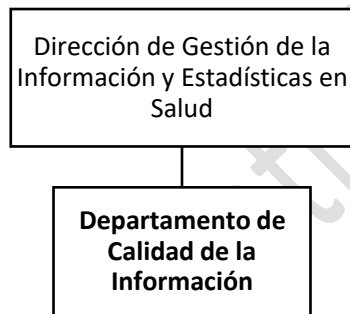 Dirección de Gestión de la
Información y Estadísticas en
Salud
Departamento de
Calidad de la
Información